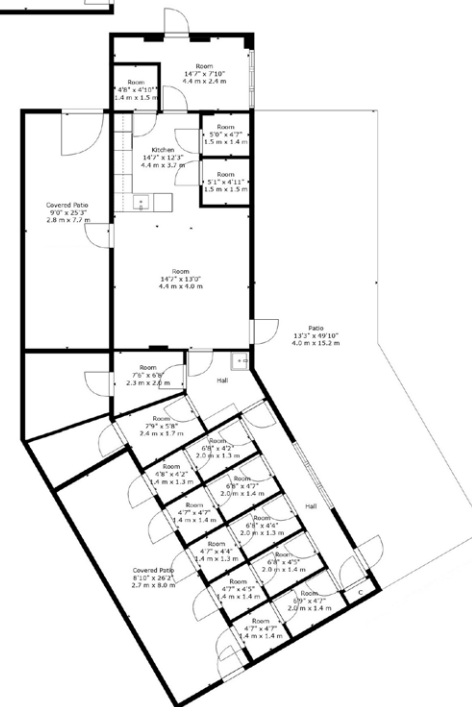 Room
14'7" x 7'10"
4.4 m x 2.4 m
Room
4'8" x 4'10"
1.4 m x 1.5 m
Room
5'0" x 4'7"
1.5 m x 1.4 m
Kitchen
14'7" x 12'3"
4.4 m x 3.7 m
Room
5'1" x 4'11"
1.5 m x 1.5 m
Covered Patio
9'0" x 25'3"
2.8 m x 7.7 m
Room
14'7" x 13'0"
4.4 m x 4.0 m
Patio
13'3" x 49'10"
4.0 m x 15.2 m
Room
7'6" x 6'8"
2.3 m x 2.0 m
Hall
Room
7'9" x 5'8"
2.4 m x 1.7 m
Room
6'8" x 4'2"
2.0 m x 1.3 m
Room
4'8" x 4'2"
1.4 m x 1.3 m
Room
6'8" x 4'7"
2.0 m x 1.4 m
Room
4'7" x 4'7"
1.4 m x 1.4 m
Hall
Room
6'8" x 4'4"
2.0 m x 1.3 m
Room
4'7" x 4'4"
1.4 m x 1.3 m
Room
6'8" x 4'5"
2.0 m x 1.4 m
Covered Patio
8'10" x 26'2"
2.7 m x 8.0 m
Room
4'7" x 4'5"
1.4 m x 1.4 m
Room
6'9" x 4'7"
2.0 m x 1.4 m
C
Room
4'7" x 4'7"
1.4 m x 1.4 m